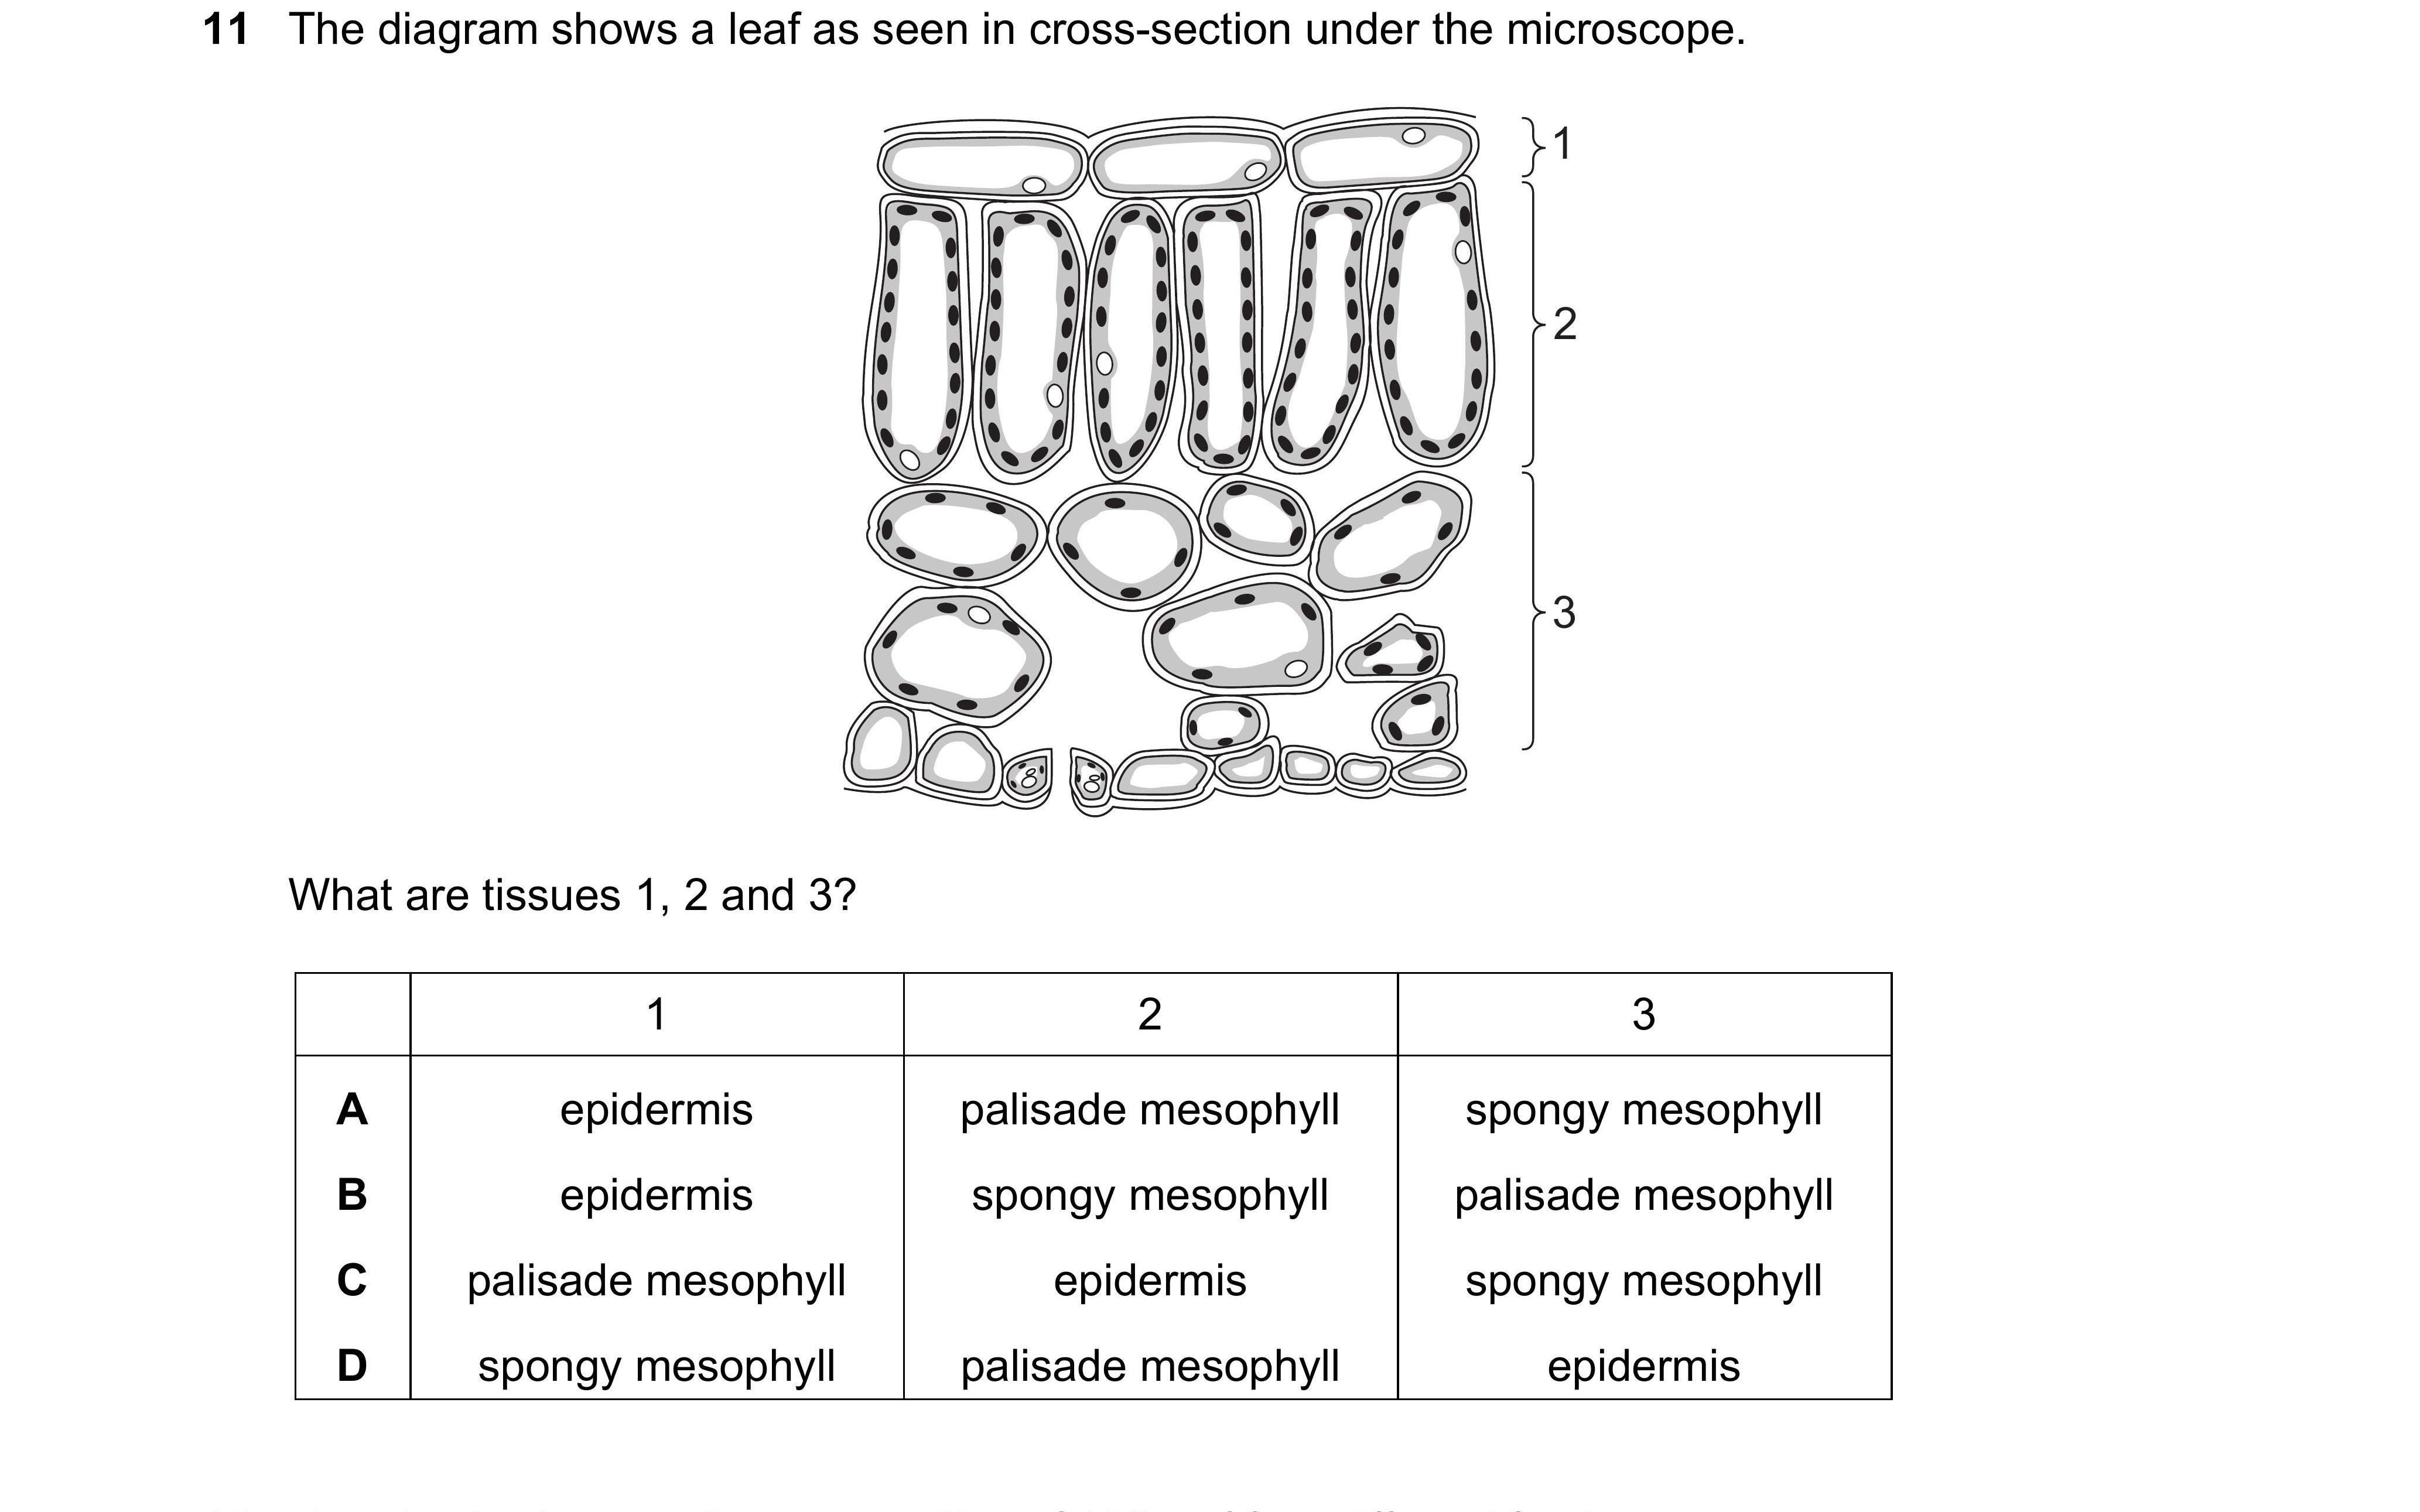 11 The diagram shows a leaf as seen in cross-section under the microscope.
1
2
3
What are tissues 1, 2 and 3?
1 2 3
A epidermis palisade mesophyll spongy mesophyll
B epidermis spongy mesophyll palisade mesophyll
C palisade mesophyll epidermis spongy mesophyll
D spongy mesophyll palisade mesophyll epidermis